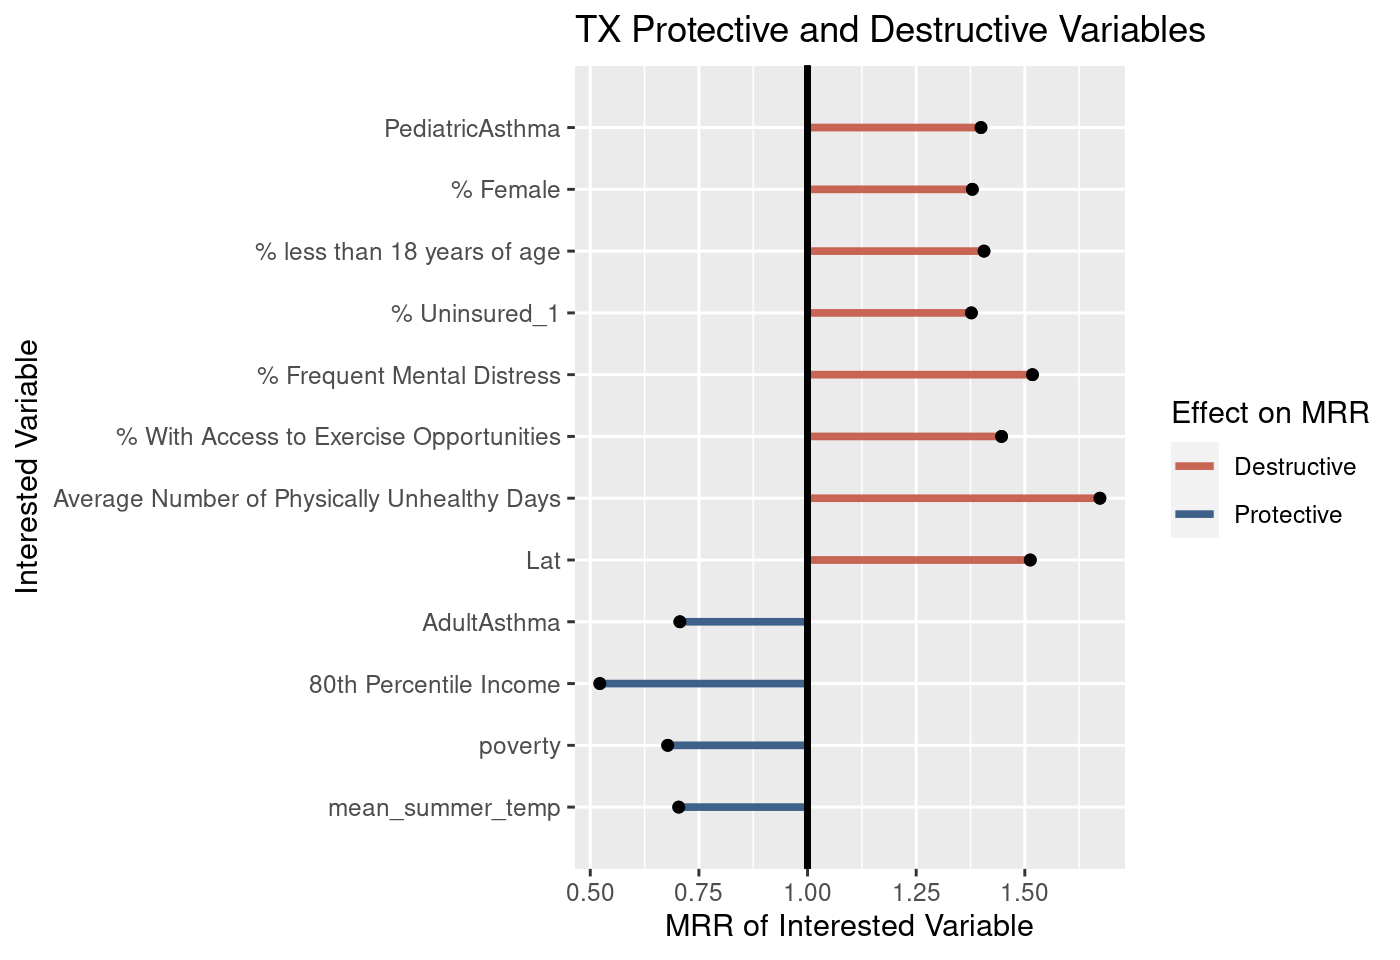 TX Protective and Destructive Variables
PediatricAsthma
% Female
% less than 18 years of age
% Uninsured_1
% Frequent Mental Distress
% With Access to Exercise Opportunities
Average Number of Physically Unhealthy Days
Lat
AdultAsthma
80th Percentile Income
poverty
mean_summer_temp
Interested Variable
0.50 0.75 1.00 1.25 1.50
MRR of Interested Variable
Effect on MRR
Destructive
Protective